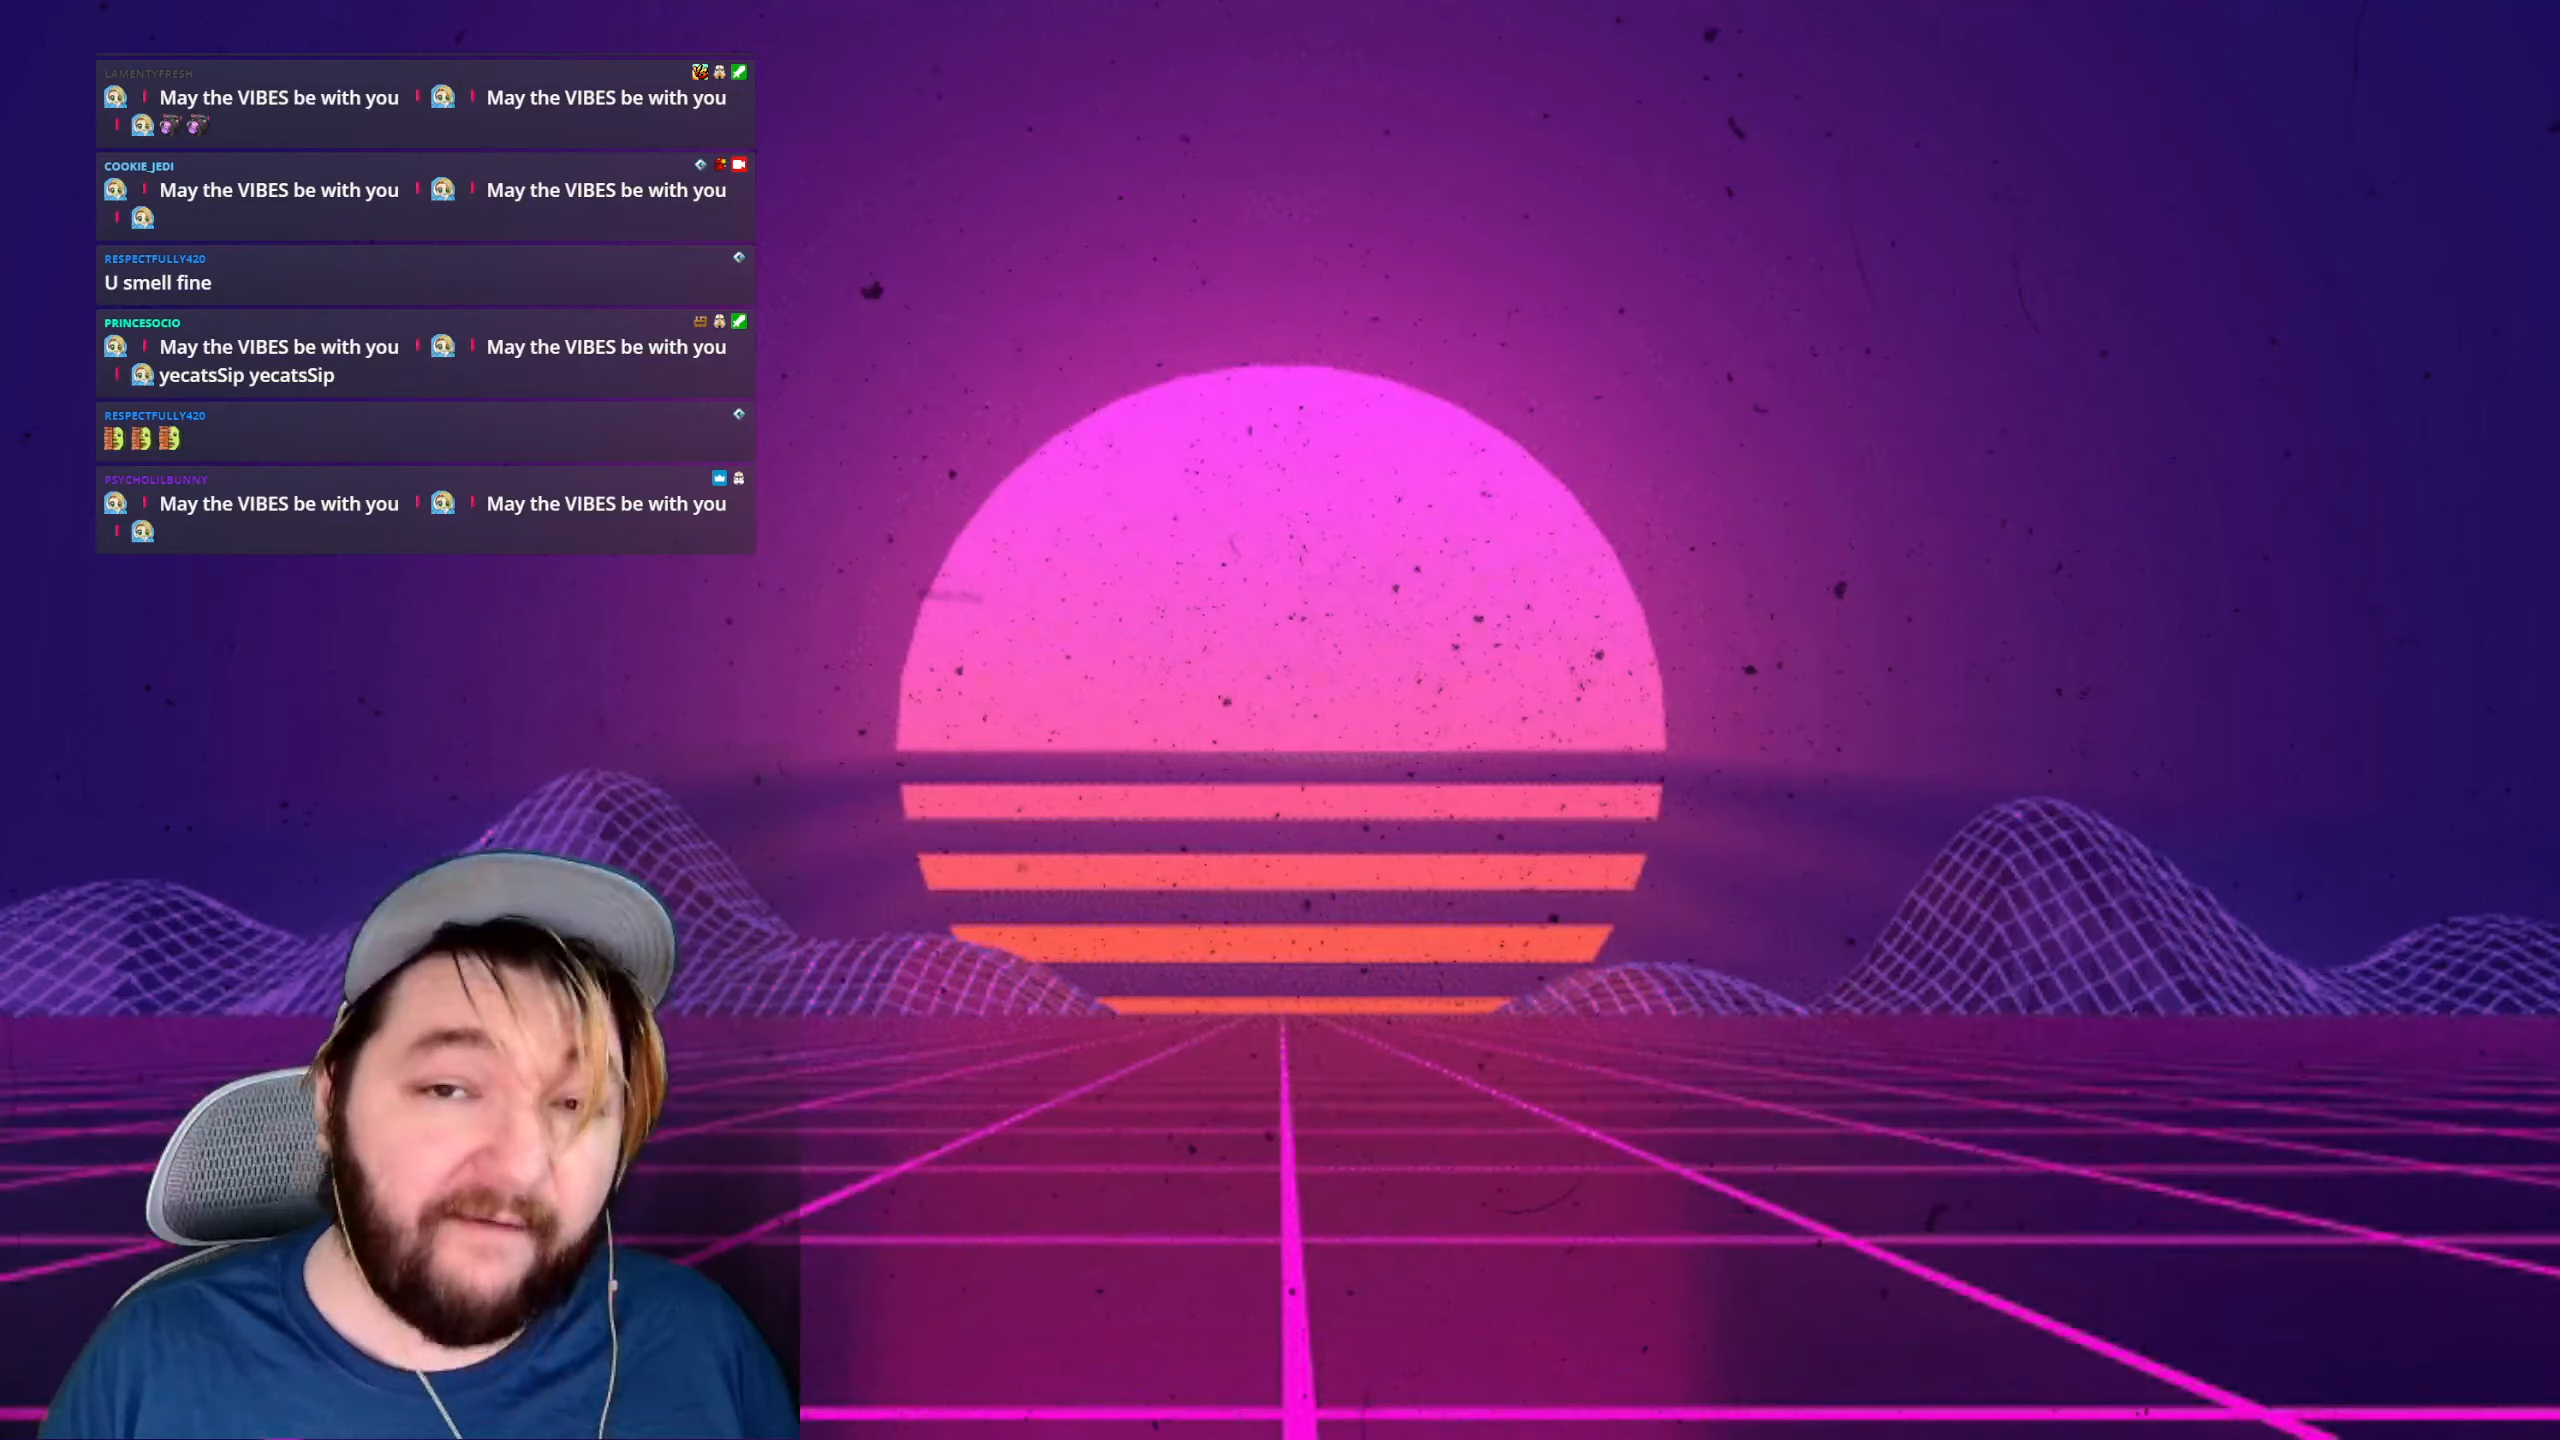 LAMENTYFRESH
May the VIBES be with you May the VIBES be with you
COOKIE_JEDI
May the VIBES be with you May the VIBES be with you
RESPECTFULLY420
U smell fine
PRINCESOCIO
May the VIBES be with you May the VIBES be with you
yecatsSip yecatsSip
RESPECTFULLY420
PSYCHOLILBUNNY
May the VIBES be with you May the VIBES be with you